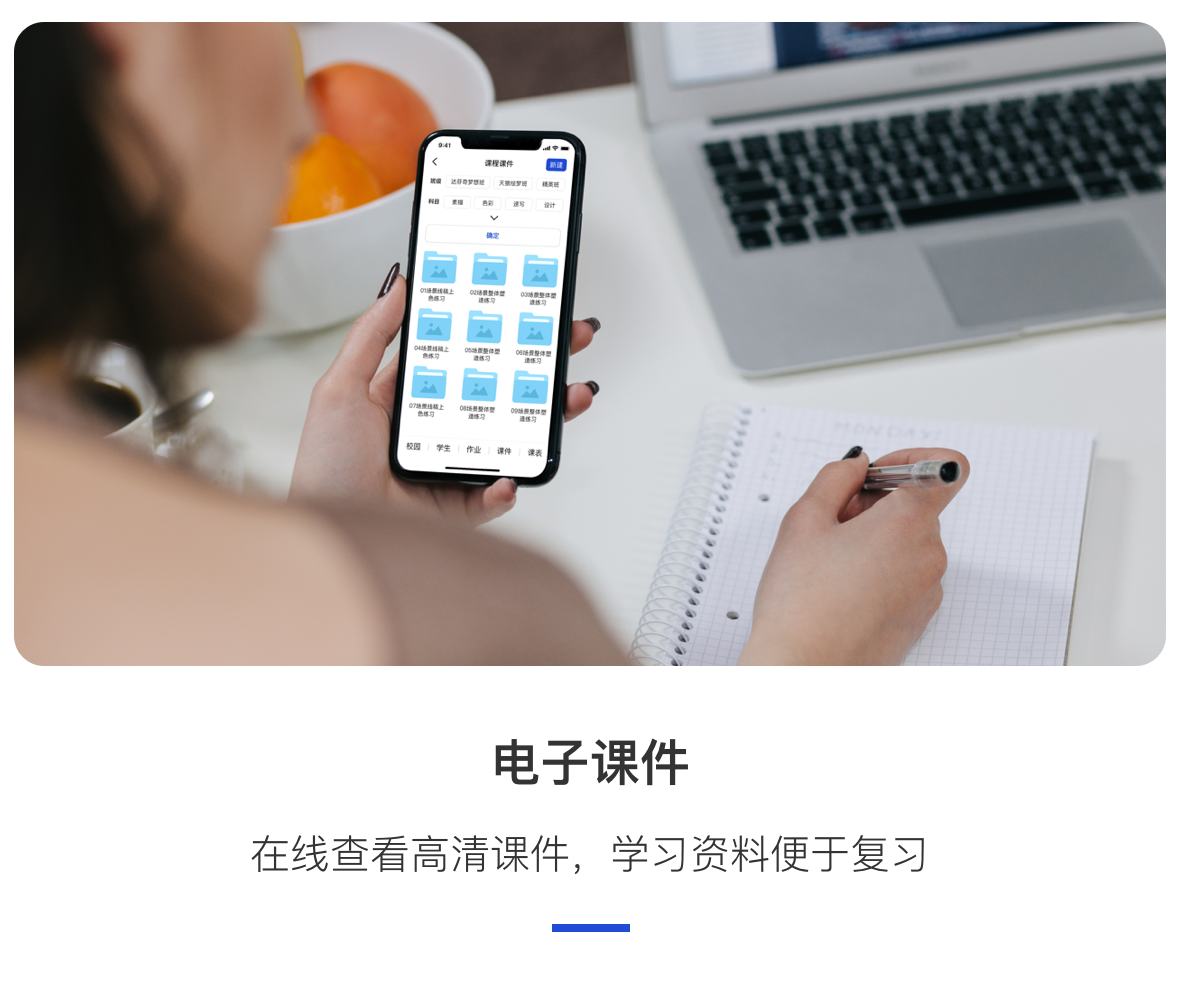 9:41
课程课件
新建
班级 达芬奇梦想班 天猫绘梦班 精英班
科目 素描 色彩 速写 设计
确定
01场景线稿上 02场景整体塑 03场景整体塑
色练习 造练习 造练习
04场景线稿上 05场景整体塑 06场景整体塑
色练习 造练习 造练习
07场景线稿上 08场景整体塑 09场景整体塑
色练习 造练习 造练习
校园 学生 作业 课件 课表
MONDAY
电子课件
在线查看高清课件，学习资料便于复习